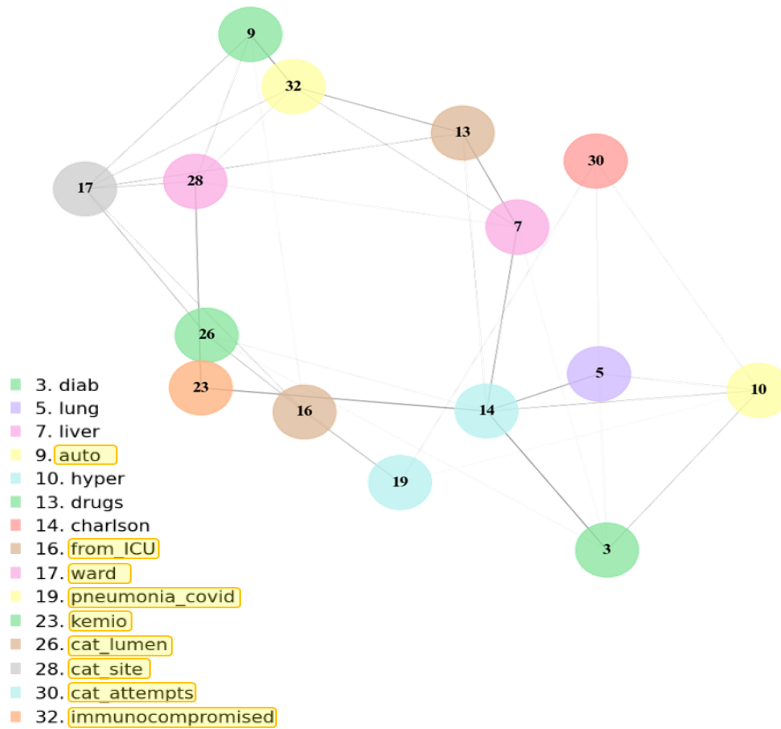 9
32
13
30
17
28
7
26
23
16
14
5
10
19
3
3. diab
5. lung
7. liver
9. auto
10. hyper
13. drugs
14. charlson
16. from_ICU
17. ward
19. pneumonia_covid
23. kemio
26. cat_lumen
28. cat_site
30. cat_attempts
32. immunocompromised